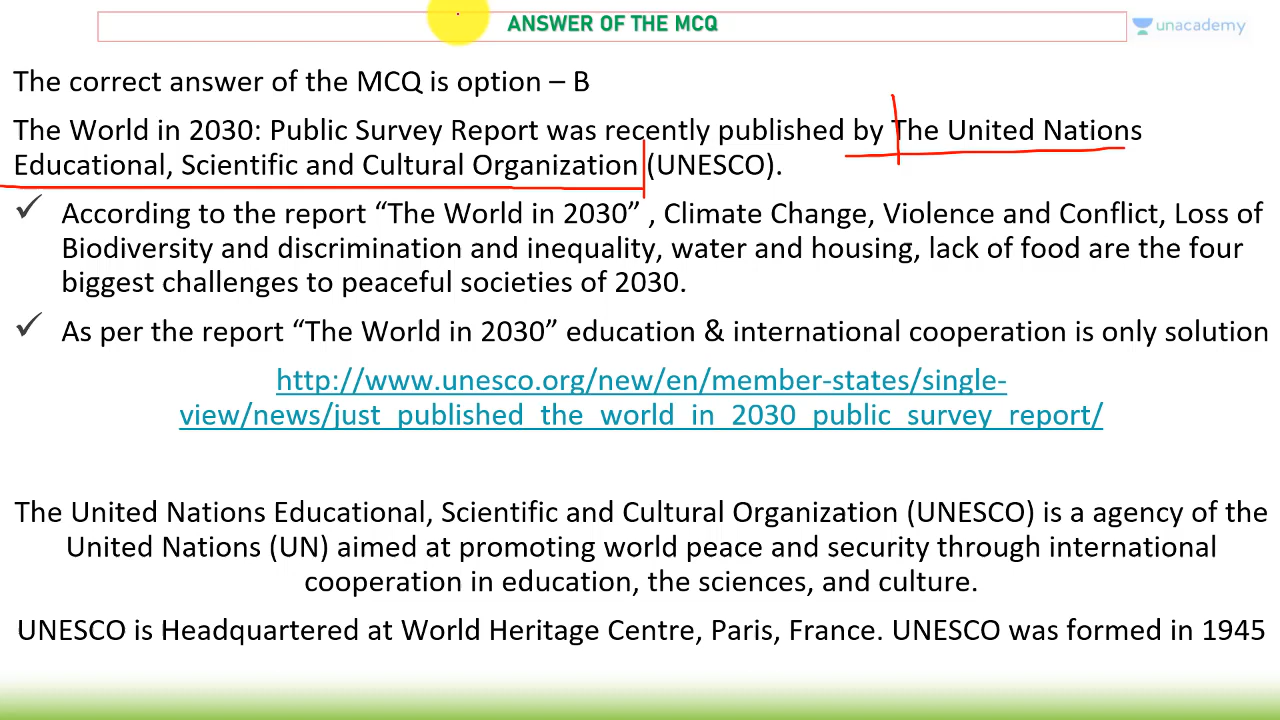 ANSWER OF THE MCQ
unacademy
The correct answer of the MCQ is option – B
The World in 2030: Public Survey Report was recently published by The United Nations
Educational, Scientific and Cultural Organization (UNESCO).
✓ According to the report “The World in 2030” , Climate Change, Violence and Conflict, Loss of
Biodiversity and discrimination and inequality, water and housing, lack of food are the four
biggest challenges to peaceful societies of 2030.
✓ As per the report “The World in 2030” education & international cooperation is only solution
http://www.unesco.org/new/en/member-states/single-
view/news/just_published_the_world_in_2030_public_survey_report/
The United Nations Educational, Scientific and Cultural Organization (UNESCO) is a agency of the
United Nations (UN) aimed at promoting world peace and security through international
cooperation in education, the sciences, and culture.
UNESCO is Headquartered at World Heritage Centre, Paris, France. UNESCO was formed in 1945